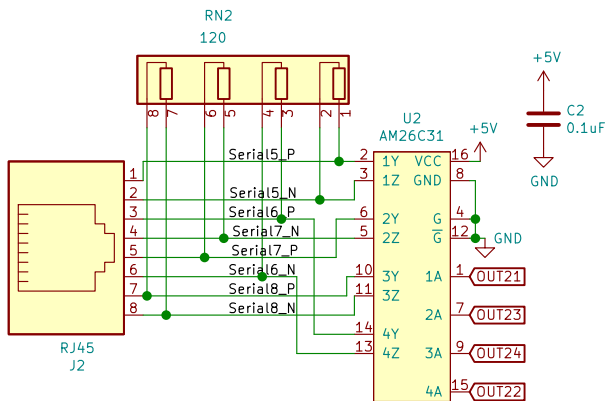 RN2
120
8 7 6 5 4 3 2 1
+5V
C2
0.1uF
GND
U2
AM26C31
+5V
Serial5_P
2 1Y VCC 16
1
3 1Z GND 8
2 Serial5_N
3 Serial6_P
6 2Y G 4
4 Serial7_N
5 2Z G 12 GND
5 Serial7_P
6 Serial6_N
10 3Y 1A 1 OUT21
7 Serial8_P
11 3Z
8 Serial8_N
2A 7 OUT23
14 4Y
13 4Z 3A 9 OUT24
RJ45
J2
4A 15 OUT22